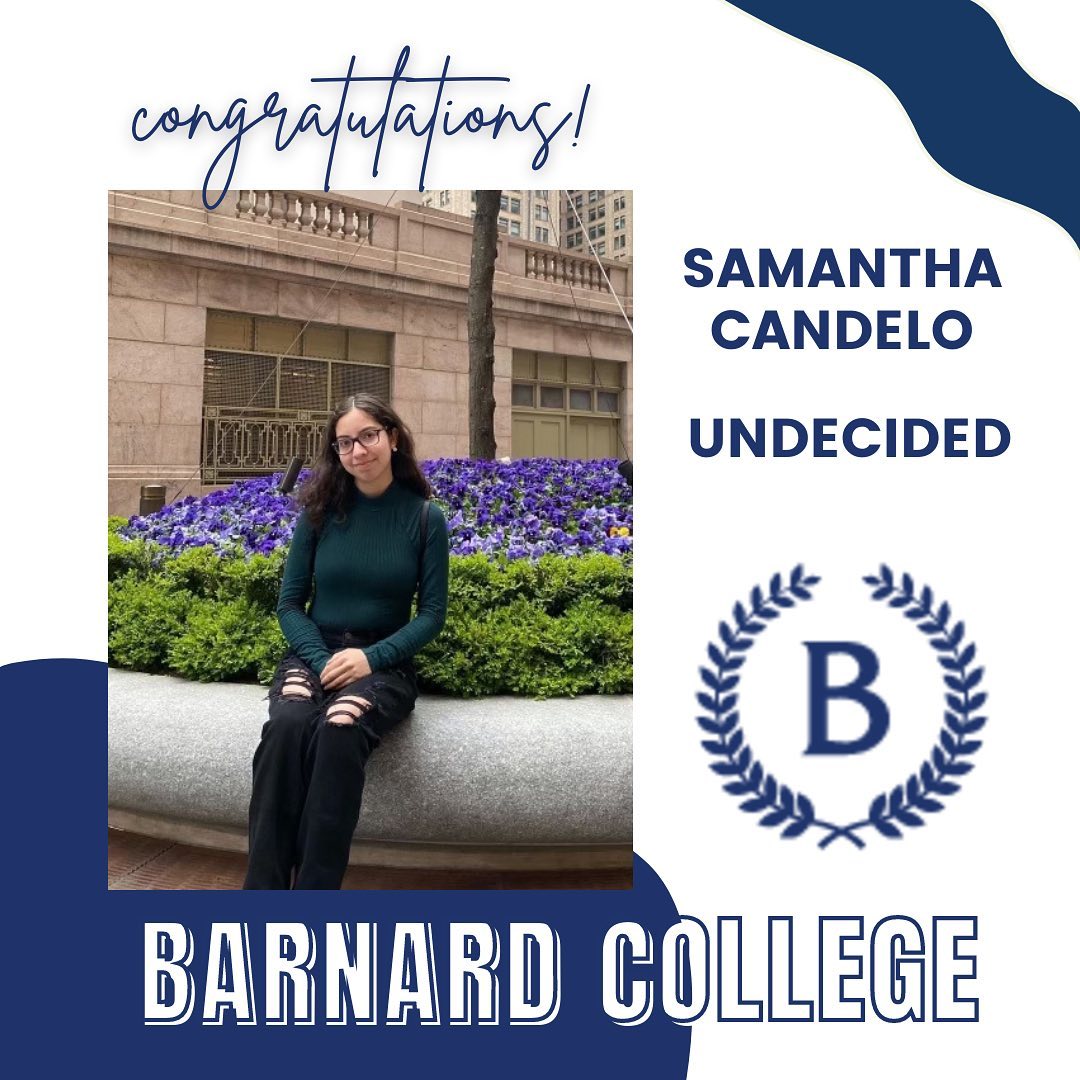 congratulations!
SAMANTHA
CANDELO
UNDECIDED
B
BARNARD COLLEGE